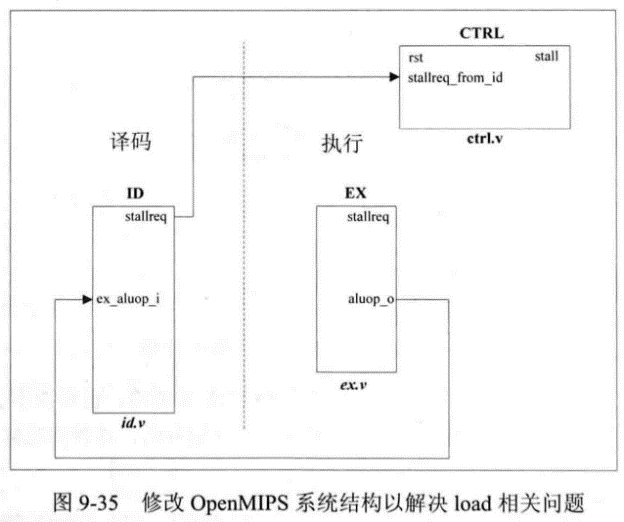 CTRL
rst stall
stallreq_from_id
ctrl.v
译码 执行
ID EX
stallreq stallreq
ex_aluop_i aluop_o
ex.v
id.v
图 9-35 修改 OpenMIPS 系统结构以解决 load 相关问题